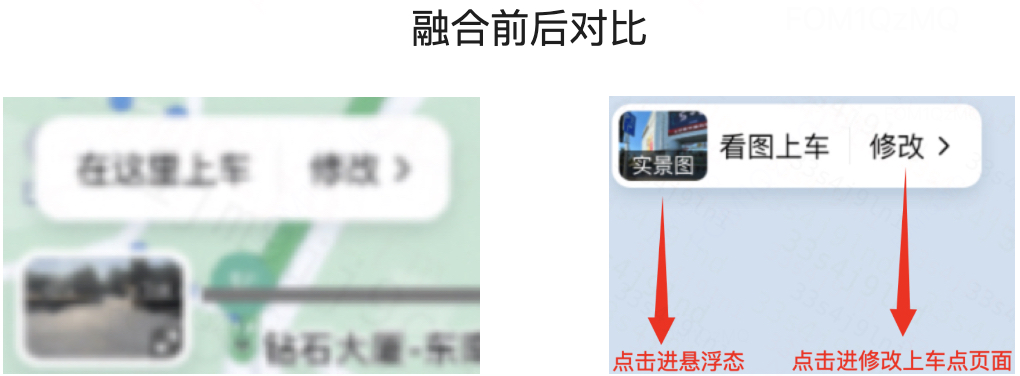 融合前后对比
在这里上车 修改 >
钻石大厦-东
实景图
看图上车 修改 >
点击进悬浮态 点击进修改上车点页面